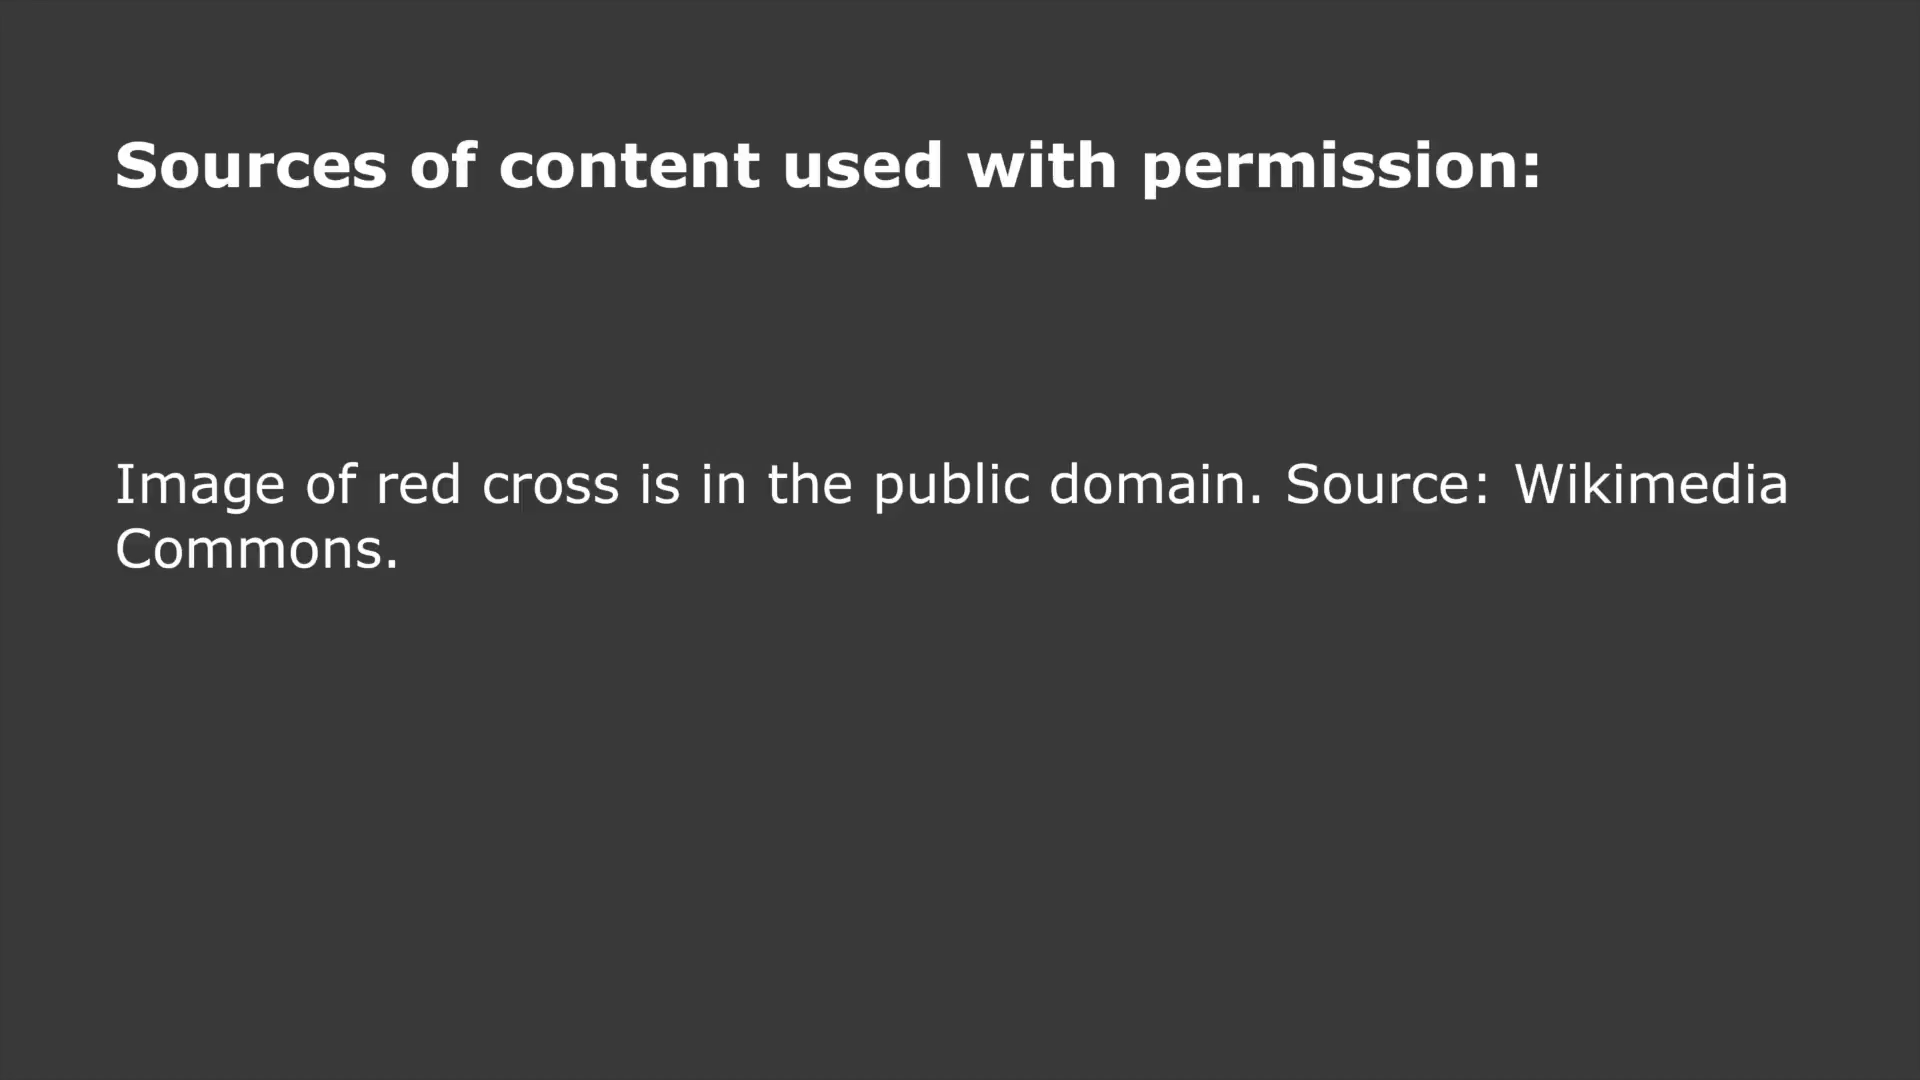 Sources of content used with permission:
Image of red cross is in the public domain. Source: Wikimedia
Commons.